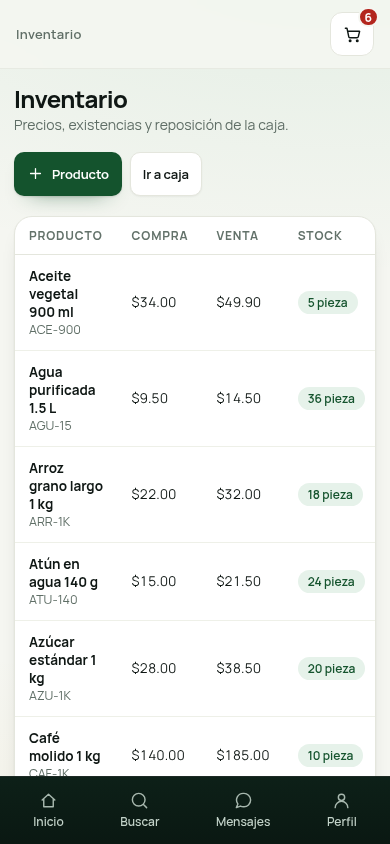 Inventario
6
Inventario
Precios, existencias y reposición de la caja.
+ Producto
Ir a caja
PRODUCTO COMPRA VENTA STOCK
Aceite
vegetal
900 ml
ACE-900
$34.00 $49.90 5 pieza
Agua
purificada
1.5 L
AGU-15
$9.50 $14.50 36 pieza
Arroz
grano largo
1 kg
ARR-1K
$22.00 $32.00 18 pieza
Atún en
agua 140 g
ATU-140
$15.00 $21.50 24 pieza
Azúcar
estándar 1
kg
AZU-1K
$28.00 $38.50 20 pieza
Café
molido 1 kg
CAF-1K
$140.00 $185.00 10 pieza
Inicio Buscar Mensajes Perfil